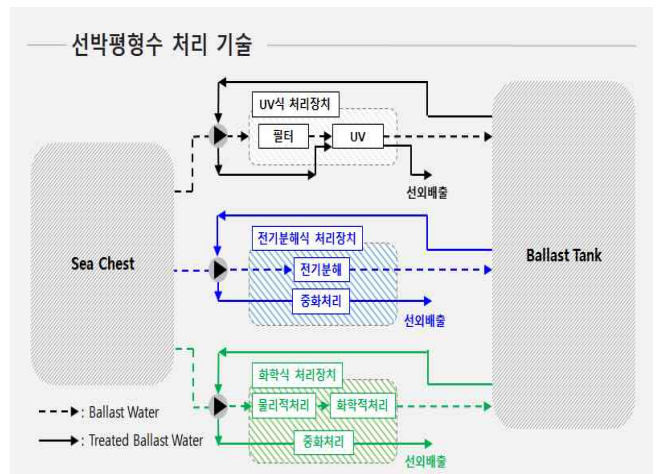 선박평형수 처리 기술
UV식 처리장치
필터
UV
선외배출
Sea Chest
Ballast Tank
전기분해식 처리장치
전기분해
중화처리
선외배출
화학식 처리장치
물리적처리
화학적처리
중화처리
선외배출
: Ballast Water
: Treated Ballast Water